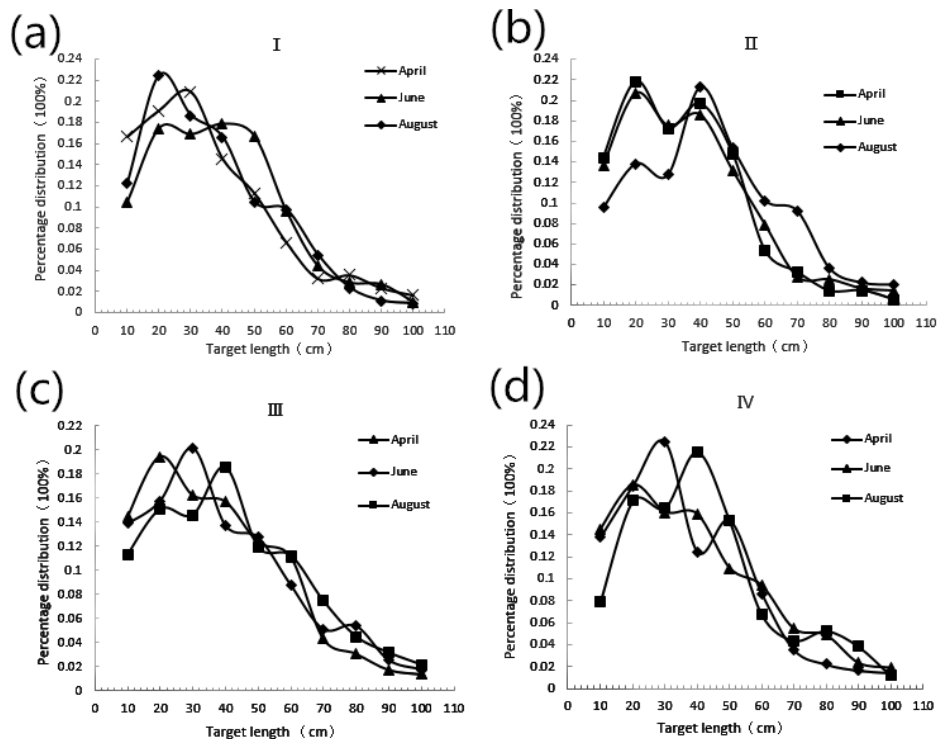 (a)
I
Percentage distribution（100%）
0.24
0.22
0.2
0.18
0.16
0.14
0.12
0.1
0.08
0.06
0.04
0.02
0
0 10 20 30 40 50 60 70 80 90 100 110
Target length（cm）
April
June
August
(b)
II
Percentage distribution（100%）
0.24
0.22
0.2
0.18
0.16
0.14
0.12
0.1
0.08
0.06
0.04
0.02
0
0 10 20 30 40 50 60 70 80 90 100 110
Target length（cm）
April
June
August
(c)
III
Percentage distribution（100%）
0.22
0.2
0.18
0.16
0.14
0.12
0.1
0.08
0.06
0.04
0.02
0
0 10 20 30 40 50 60 70 80 90 100 110
Target length（cm）
April
June
August
(d)
IV
Percentage distribution（100%）
0.24
0.22
0.2
0.18
0.16
0.14
0.12
0.1
0.08
0.06
0.04
0.02
0
0 10 20 30 40 50 60 70 80 90 100 110
Target length（cm）
April
June
August